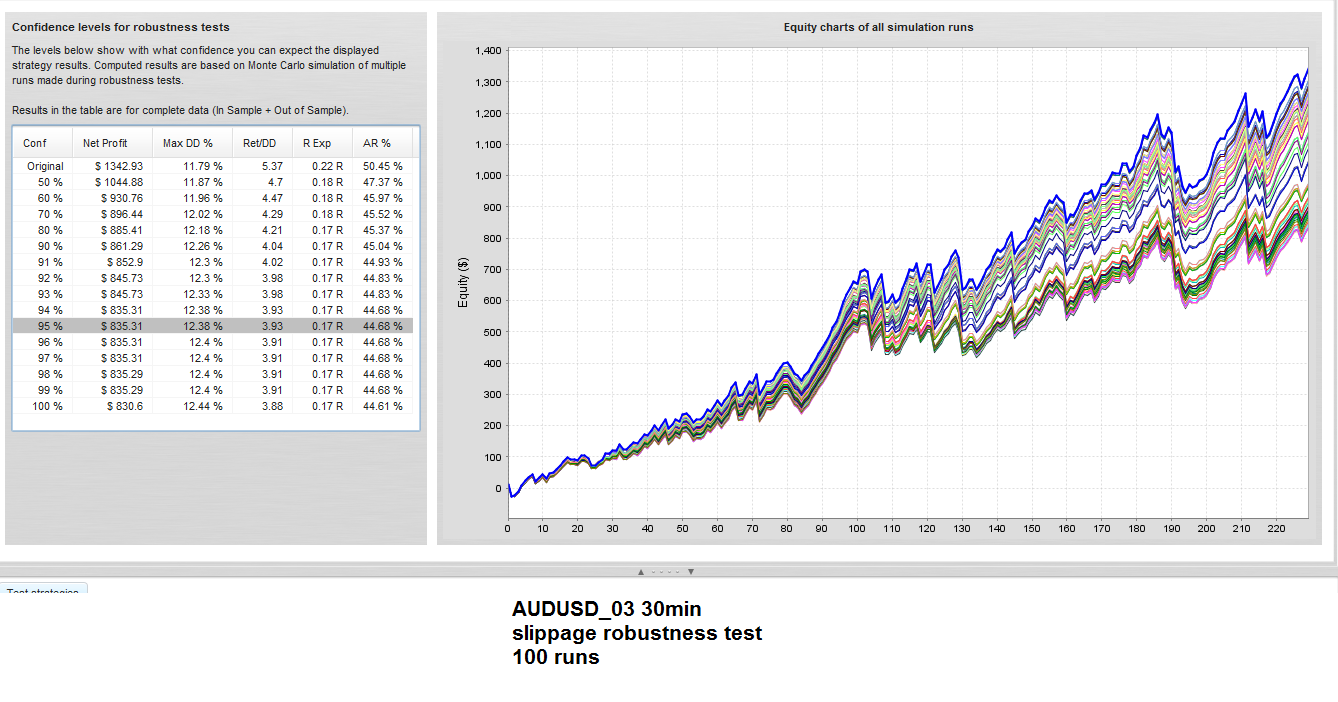 Confidence levels for robustness tests
The levels below show with what confidence you can expect the displayed
strategy results. Computed results are based on Monte Carlo simulation of multiple
runs made during robustness tests.
Results in the table are for complete data (In Sample + Out of Sample).
Conf Net Profit Max DD % Ret/DD R Exp AR %
Original $ 1342.93 11.79 % 5.37 0.22 R 50.45 %
50 % $ 1044.88 11.87 % 4.7 0.18 R 47.37 %
60 % $ 930.76 11.96 % 4.47 0.18 R 45.97 %
70 % $ 896.44 12.02 % 4.29 0.18 R 45.52 %
80 % $ 885.41 12.18 % 4.21 0.17 R 45.37 %
90 % $ 861.29 12.26 % 4.04 0.17 R 45.04 %
91 % $ 852.9 12.3 % 4.02 0.17 R 44.93 %
92 % $ 845.73 12.3 % 3.98 0.17 R 44.83 %
93 % $ 845.73 12.33 % 3.98 0.17 R 44.83 %
94 % $ 835.31 12.38 % 3.93 0.17 R 44.68 %
95 % $ 835.31 12.38 % 3.93 0.17 R 44.68 %
96 % $ 835.31 12.4 % 3.91 0.17 R 44.68 %
97 % $ 835.31 12.4 % 3.91 0.17 R 44.68 %
98 % $ 835.29 12.4 % 3.91 0.17 R 44.68 %
99 % $ 835.29 12.4 % 3.91 0.17 R 44.68 %
100 % $ 830.6 12.44 % 3.88 0.17 R 44.61 %
Equity charts of all simulation runs
1,400
1,300
1,200
1,100
1,000
900
800
700
600
500
400
300
200
100
0
Equity ($)
0 10 20 30 40 50 60 70 80 90 100 110 120 130 140 150 160 170 180 190 200 210 220
Test strategies
AUDUSD_03 30min
slippage robustness test
100 runs